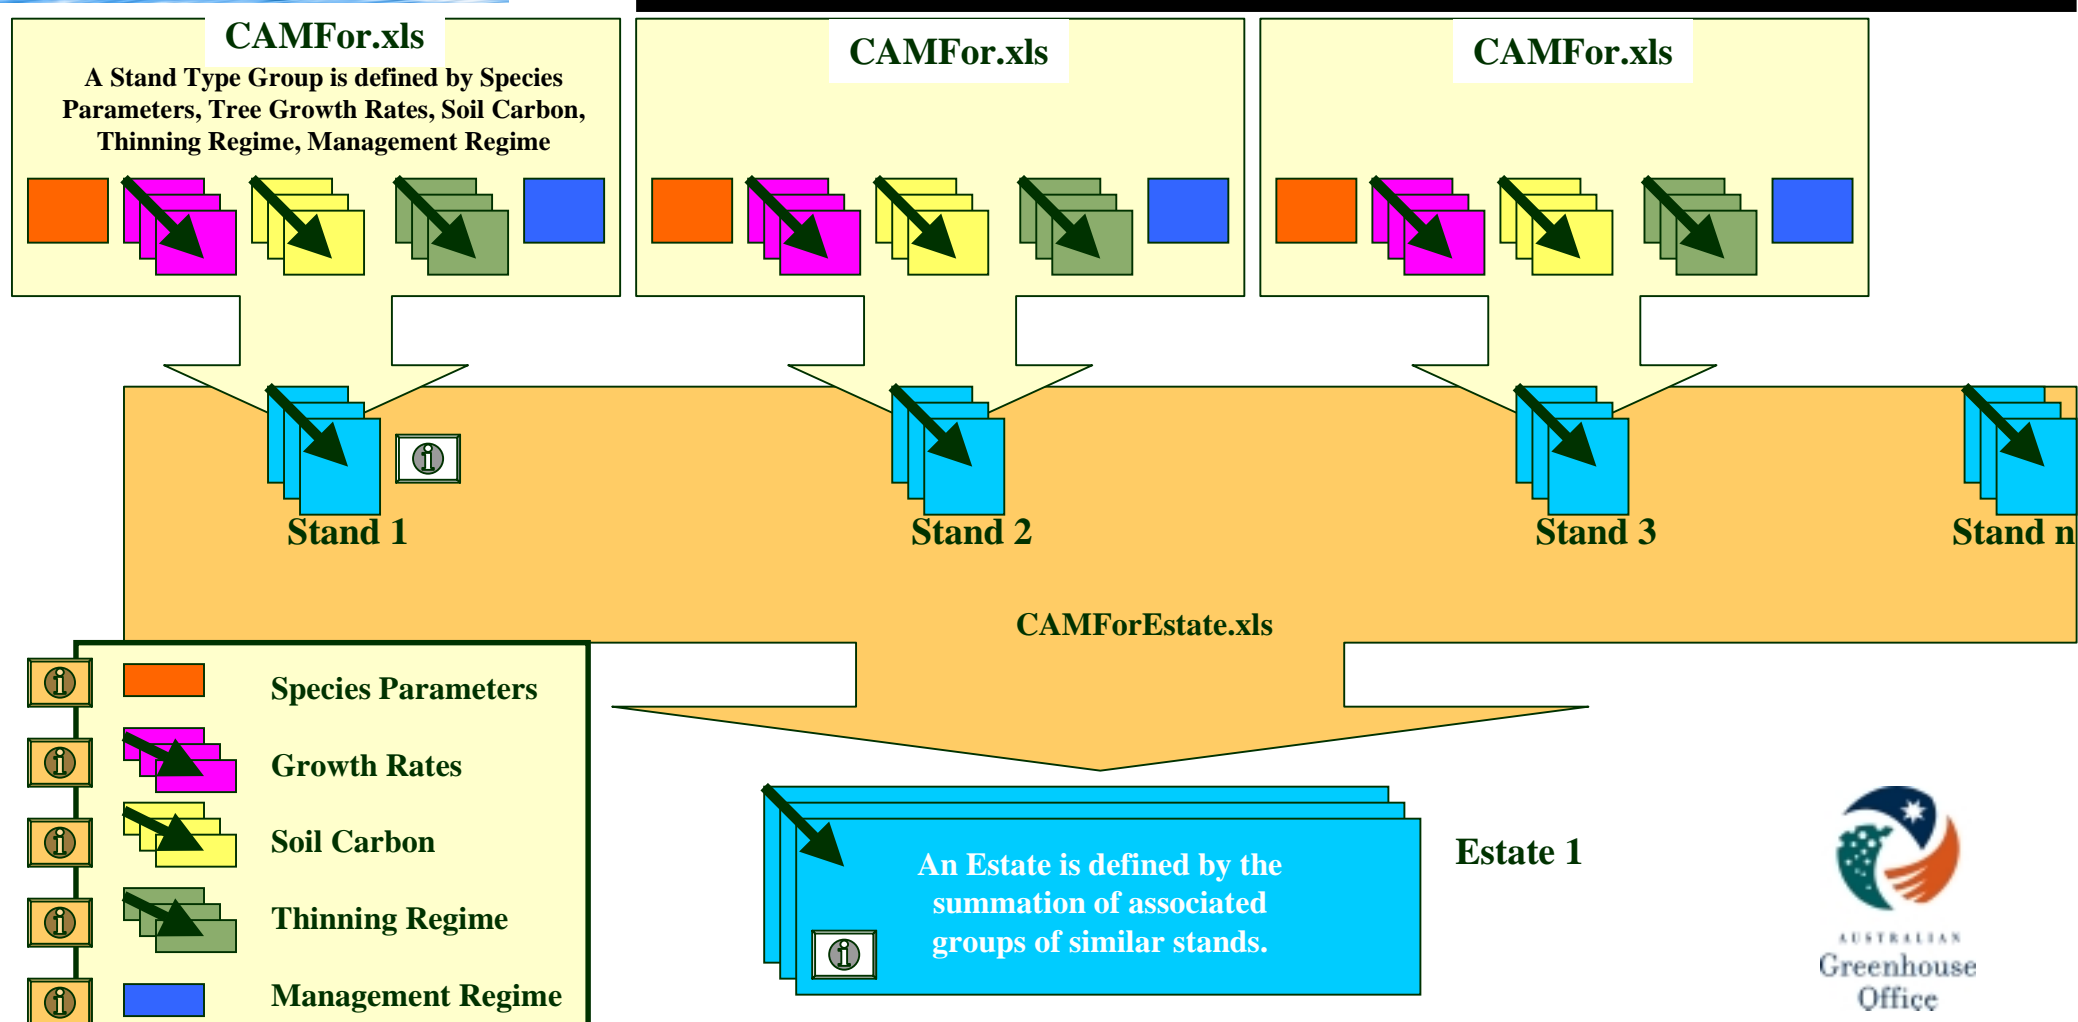 CAMFor.xls
A Stand Type Group is defined by Species
Parameters, Tree Growth Rates, Soil Carbon,
Thinning Regime, Management Regime
CAMFor.xls
CAMFor.xls
Stand 1
Stand 2
Stand 3
Stand n
CAMForEstate.xls
Species Parameters
Growth Rates
Soil Carbon
Thinning Regime
Management Regime
An Estate is defined by the
summation of associated
groups of similar stands.
Estate 1
AUSTRALIAN
Greenhouse
Office